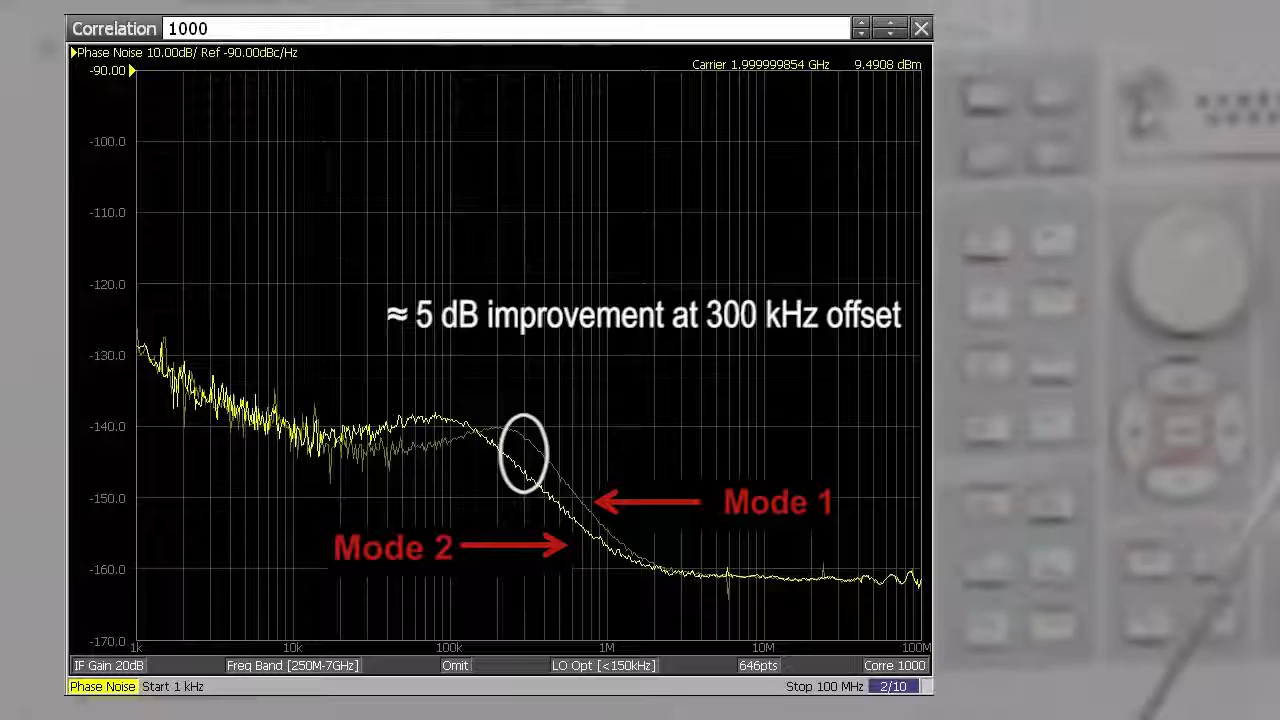 Correlation 1000
Phase Noise 10.00dB/ Ref -90.00dBc/Hz
Carrier 1.999999854 GHz 9.4908 dBm
-90.00
-100.0
-110.0
-120.0
≈ 5 dB improvement at 300 kHz offset
-130.0
-140.0
-150.0
Mode 1
Mode 2
-160.0
-170.0
1k 10k 100k 1M 10M 100M
IF Gain 20dB Freq Band [250M-7GHz] Omit LO Opt [<150kHz] 646pts Corre 1000
Phase Noise Start 1 kHz Stop 100 MHz 2/10